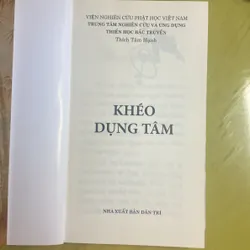 VIỆN NGHIÊN CỨU PHẬT HỌC VIỆT NAM
TRUNG TÂM NGHIÊN CỨU VÀ ỨNG DỤNG
THIỀN HỌC BẮC TRUYỀN
Thích Tâm Hạnh
KHÉO
DỤNG TÂM
NHÀ XUẤT BẢN DÂN TRÍ